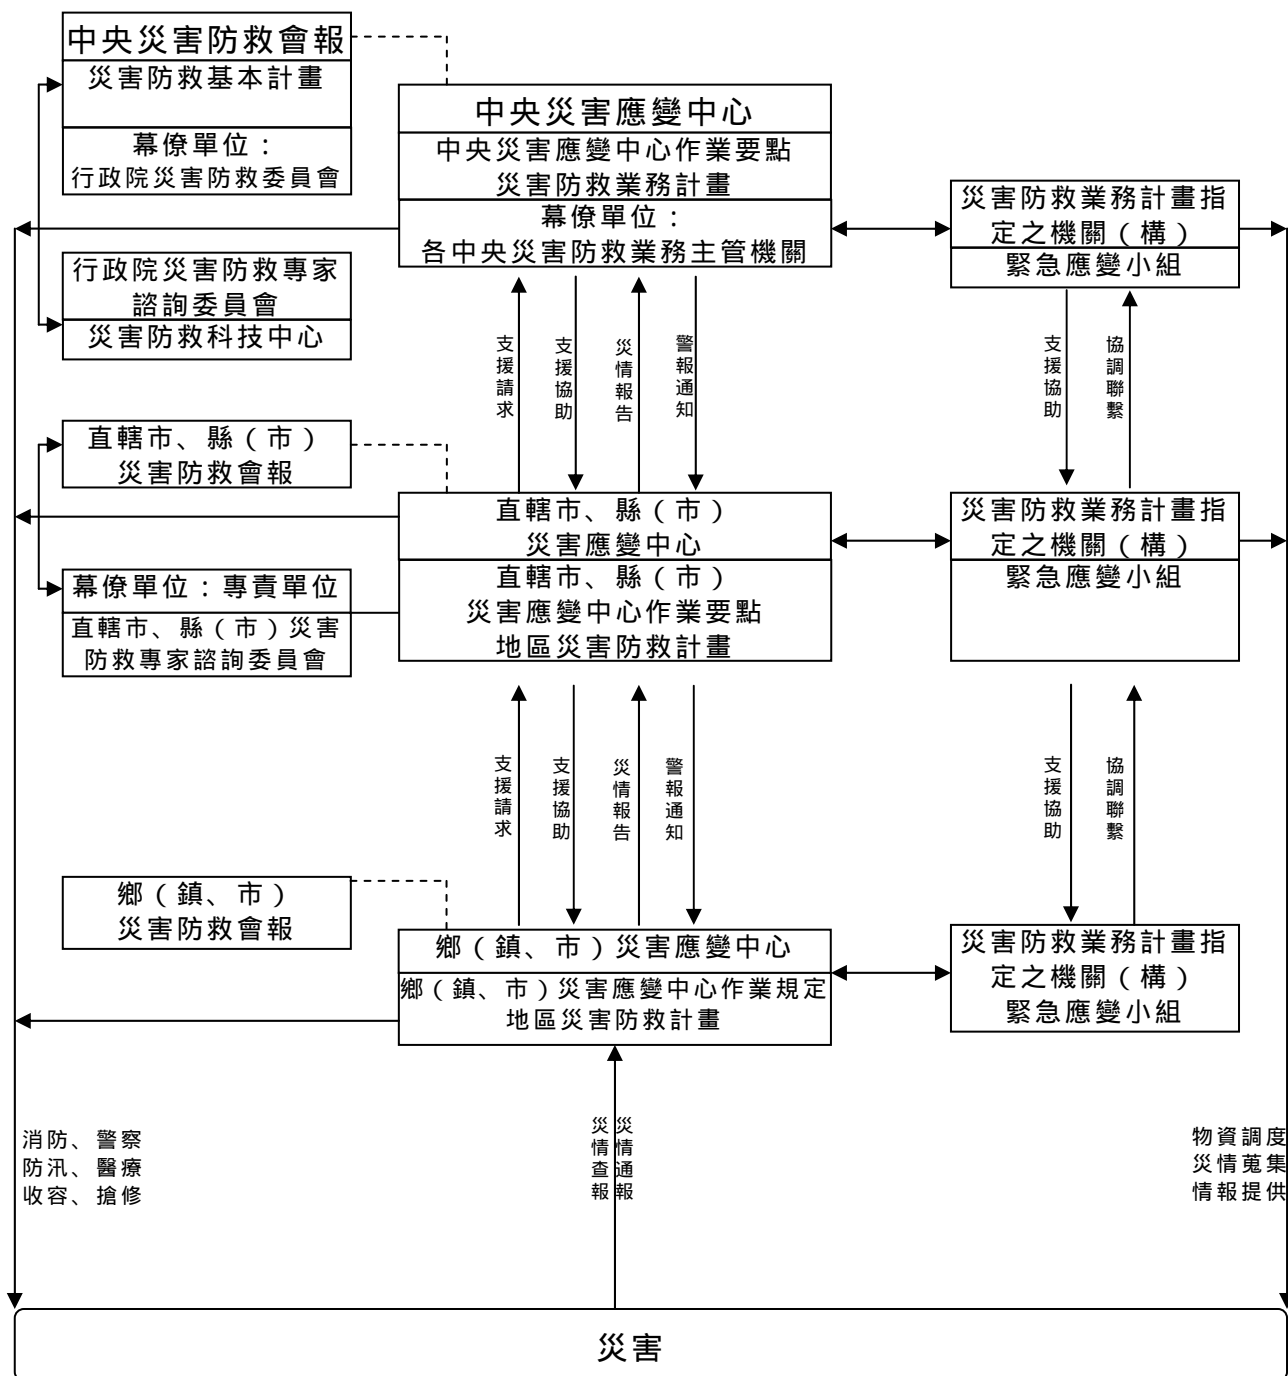 中央災害防救會報
災害防救基本計畫
幕僚單位：
行政院災害防救委員會
中央災害應變中心
中央災害應變中心作業要點
災害防救業務計畫
幕僚單位：
各中央災害防救業務主管機關
災害防救業務計畫指
定之機關（構）
緊急應變小組
行政院災害防救專家
諮詢委員會
災害防救科技中心
支援請求
支援協助
災情報告
警報通知
支援協助
協調聯繫
直轄市、縣（市）
災害防救會報
直轄市、縣（市）
災害應變中心
直轄市、縣（市）
災害應變中心作業要點
地區災害防救計畫
災害防救業務計畫指
定之機關（構）
緊急應變小組
幕僚單位：專責單位
直轄市、縣（市）災害
防救專家諮詢委員會
支援請求
支援協助
災情報告
警報通知
支援協助
協調聯繫
鄉（鎮、市）
災害防救會報
鄉（鎮、市）災害應變中心
鄉（鎮、市）災害應變中心作業規定
地區災害防救計畫
災害防救業務計畫指
定之機關（構）
緊急應變小組
消防、警察
防汛、醫療
收容、搶修
災情查報
災情通報
物資調度
災情蒐集
情報提供
災害